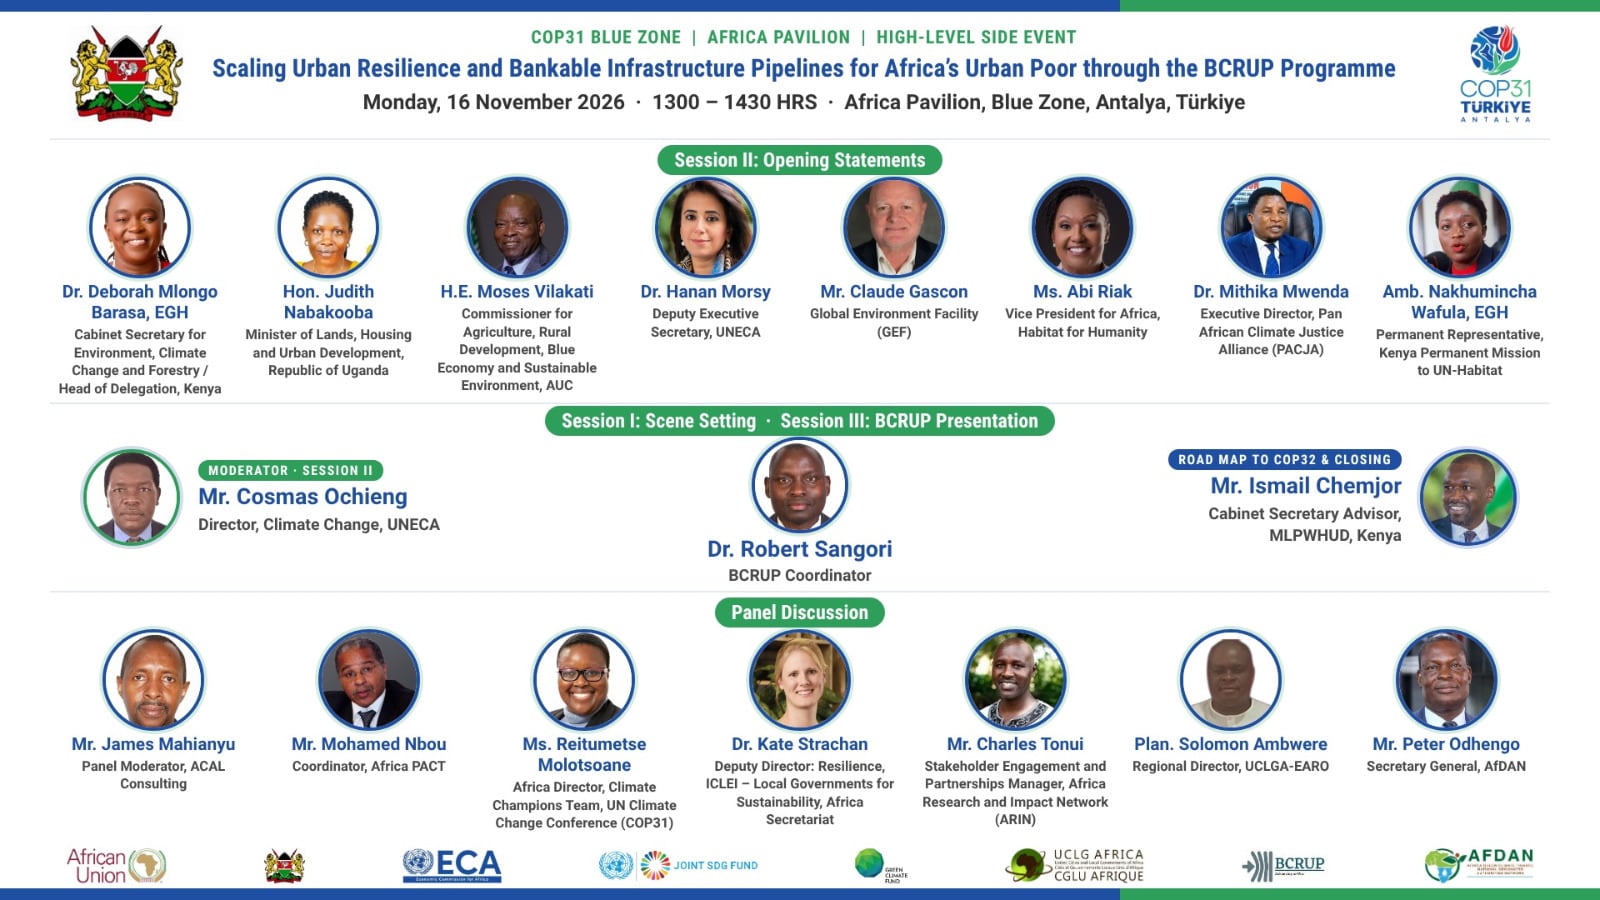 COP31 BLUE ZONE | AFRICA PAVILION | HIGH-LEVEL SIDE EVENT
Scaling Urban Resilience and Bankable Infrastructure Pipelines for Africa's Urban Poor through the BCRUP Programme
Monday, 16 November 2026 · 1300 – 1430 HRS · Africa Pavilion, Blue Zone, Antalya, Türkiye
COP31
TÜRKİYE
ANTALYA
Session II: Opening Statements
Dr. Deborah Mlongo
Barasa, EGH
Cabinet Secretary for
Environment, Climate
Change and Forestry /
Head of Delegation, Kenya
Hon. Judith
Nabakooba
Minister of Lands, Housing
and Urban Development,
Republic of Uganda
H.E. Moses Vilakati
Commissioner for
Agriculture, Rural
Development, Blue
Economy and Sustainable
Environment, AUC
Dr. Hanan Morsy
Deputy Executive
Secretary, UNECA
Mr. Claude Gascon
Global Environment Facility
(GEF)
Ms. Abi Riak
Vice President for Africa,
Habitat for Humanity
Dr. Mithika Mwenda
Executive Director, Pan
African Climate Justice
Alliance (PACJA)
Amb. Nakhumincha
Wafula, EGH
Permanent Representative,
Kenya Permanent Mission
to UN-Habitat
Session I: Scene Setting · Session III: BCRUP Presentation
MODERATOR · SESSION II
Mr. Cosmas Ochieng
Director, Climate Change, UNECA
Dr. Robert Sangori
BCRUP Coordinator
ROAD MAP TO COP32 & CLOSING
Mr. Ismail Chemjor
Cabinet Secretary Advisor,
MLPWHUD, Kenya
Panel Discussion
Mr. James Mahianyu
Panel Moderator, ACAL
Consulting
Mr. Mohamed Nbou
Coordinator, Africa PACT
Ms. Reitumetse
Molotsoane
Africa Director, Climate
Champions Team, UN Climate
Change Conference (COP31)
Dr. Kate Strachan
Deputy Director: Resilience,
ICLEI – Local Governments for
Sustainability, Africa
Secretariat
Mr. Charles Tonui
Stakeholder Engagement and
Partnerships Manager, Africa
Research and Impact Network
(ARIN)
Plan. Solomon Ambwere
Regional Director, UCLGA-EARO
Mr. Peter Odhengo
Secretary General, AfDAN
African
Union
ECA
Economic Commission for Africa
JOINT SDG FUND
GREEN
CLIMATE
FUND
UCLG AFRICA
CGLU AFRIQUE
BCRUP
AFDAN